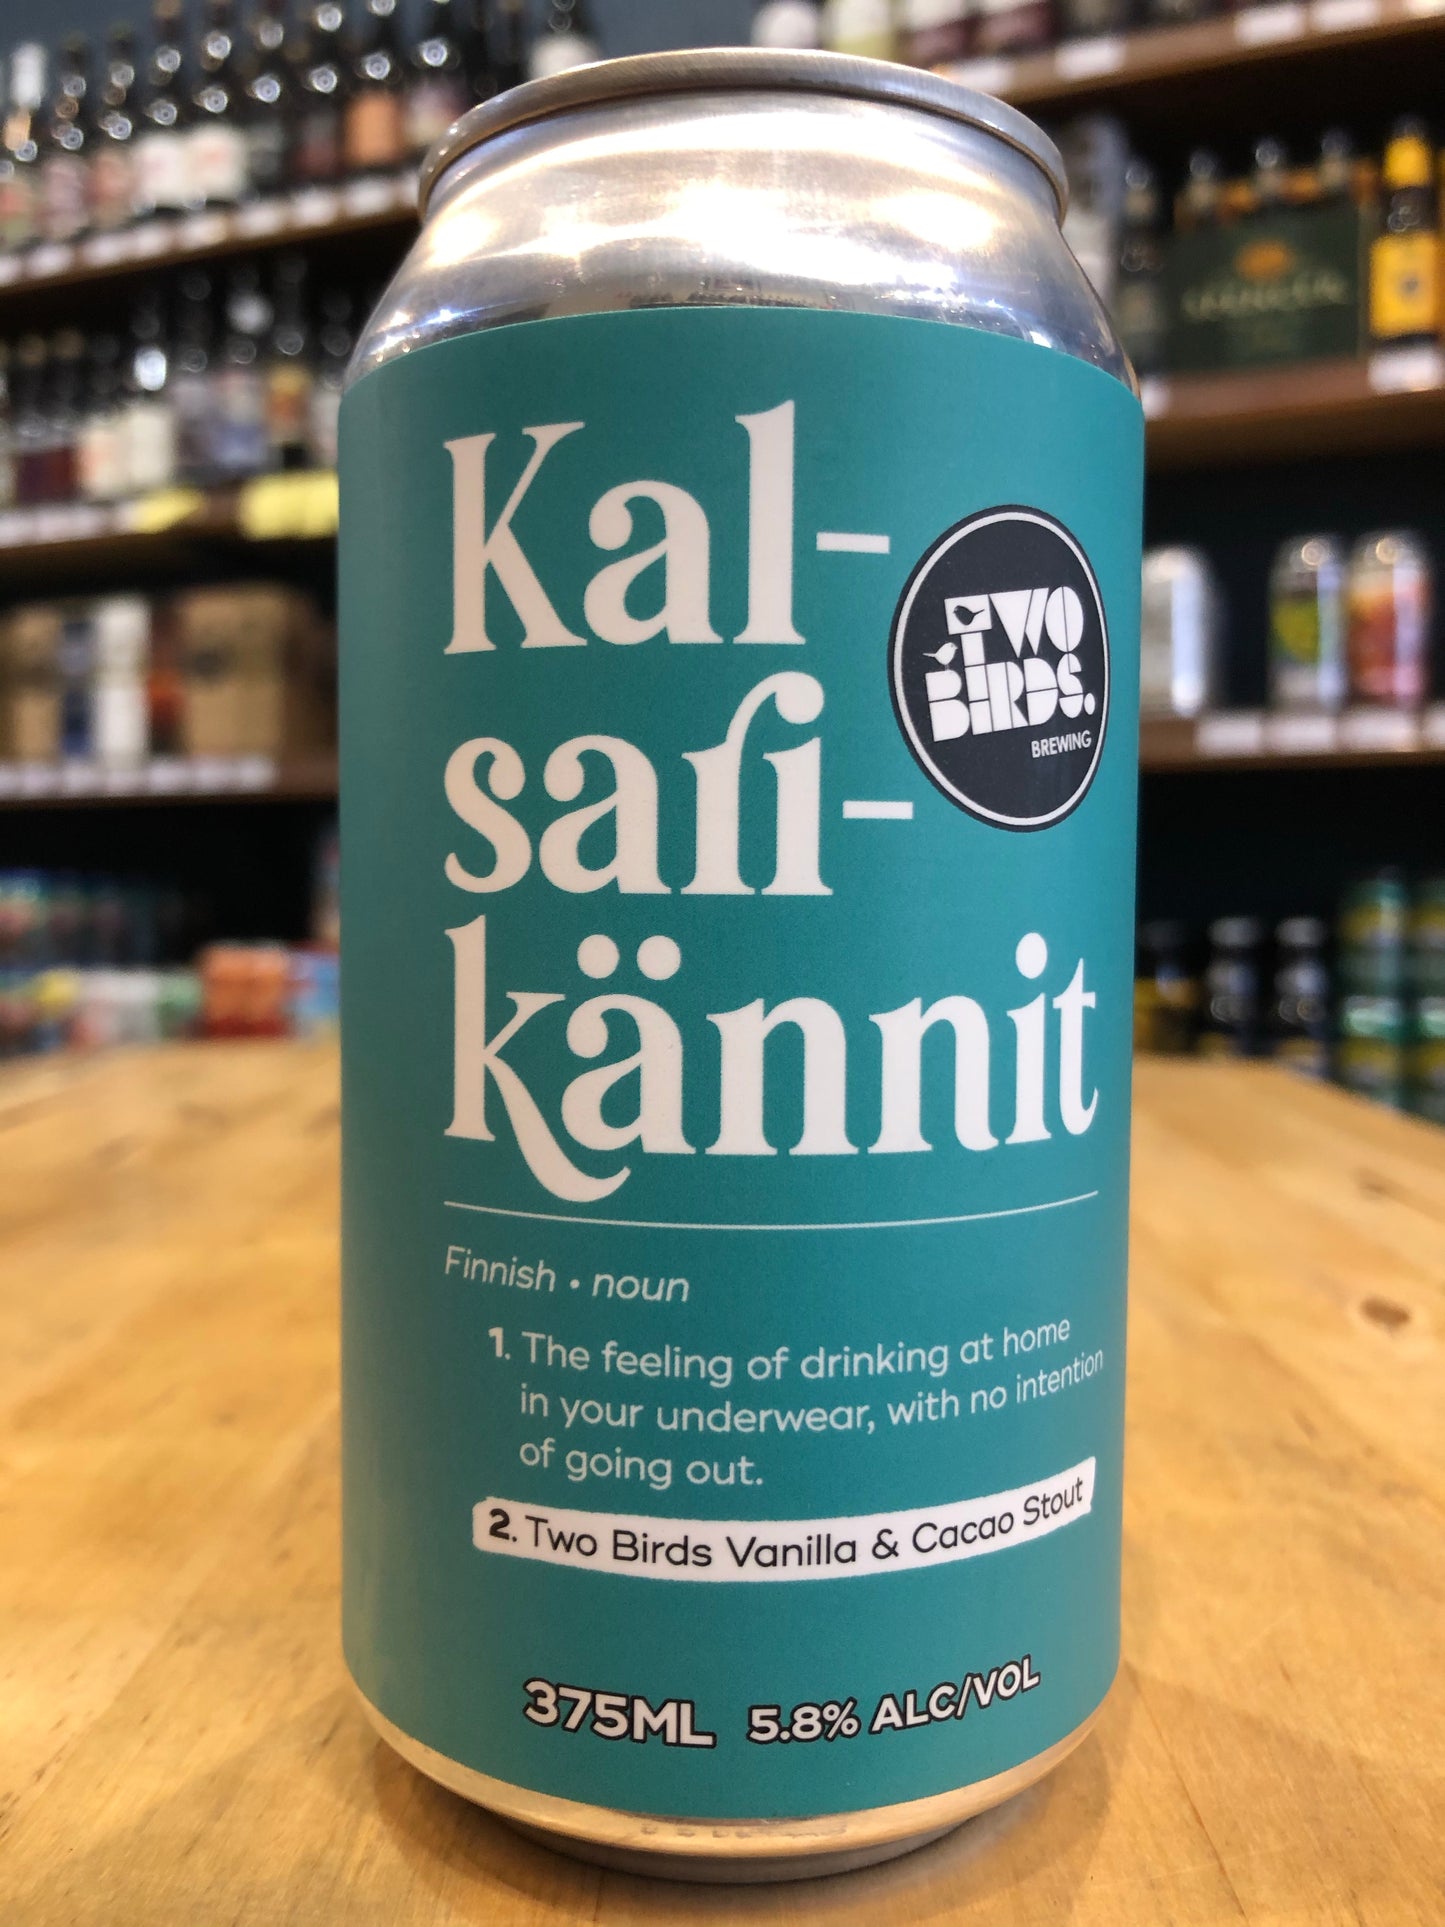 Kal-
sari-
kännit
TWO
BIRDS.
BREWING
Finnish • noun
1. The feeling of drinking at home
in your underwear, with no intention
of going out.
2. Two Birds Vanilla & Cacao Stout
375ML 5.8% ALC/VOL